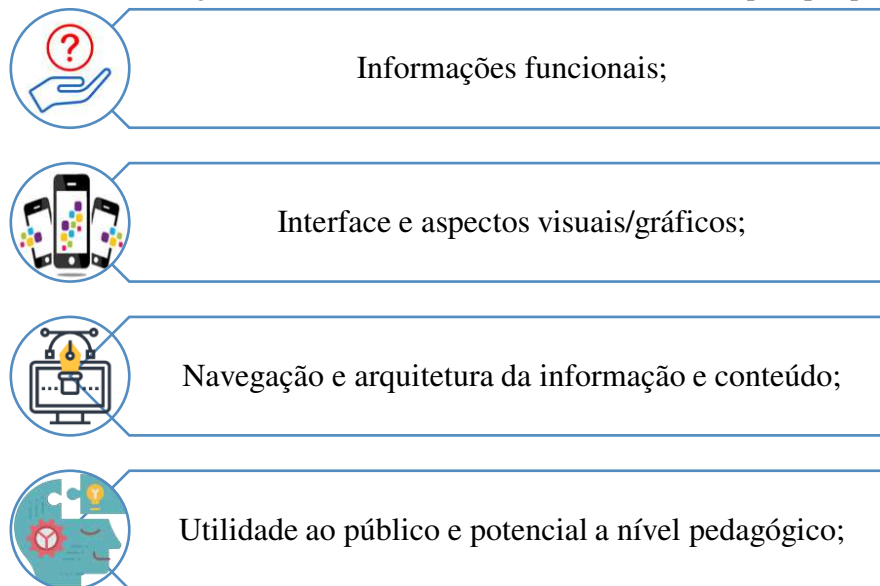 Informações funcionais;
Interface e aspectos visuais/gráficos;
Navegação e arquitetura da informação e conteúdo;
Utilidade ao público e potencial a nível pedagógico;